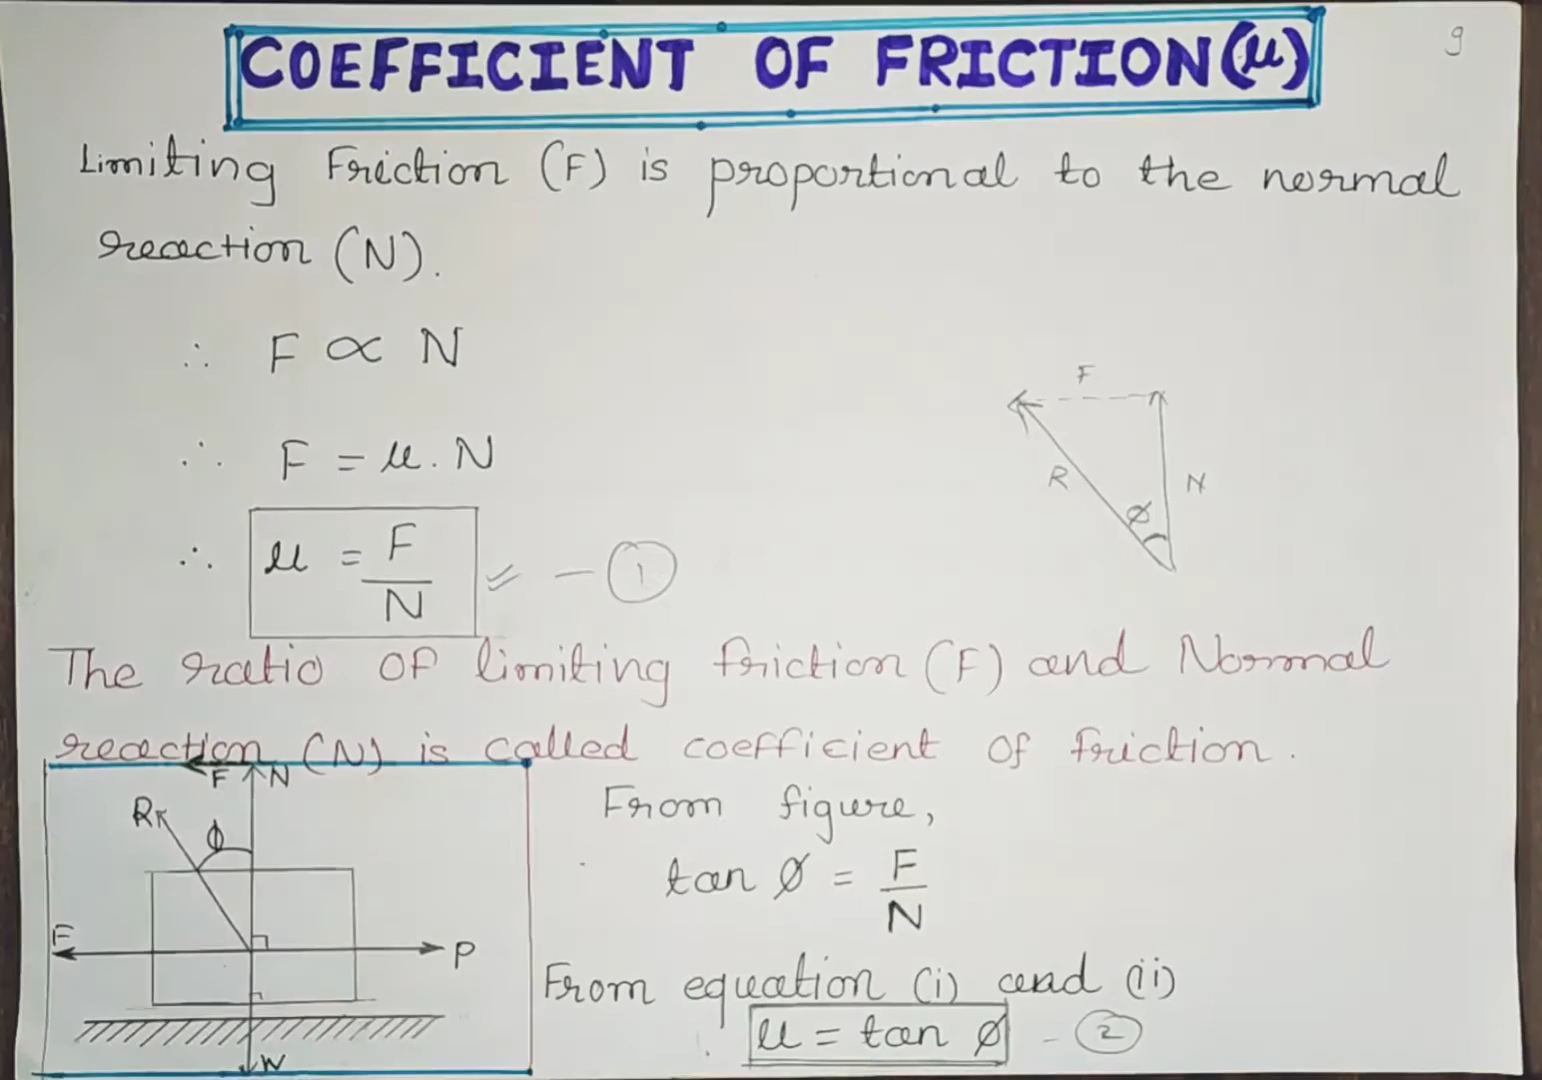 COEFFICIENT OF FRICTION(μ)
9
Limiting Friction (F) is proportional to the normal
reaction (N).
∴ F ∝ N
∴ F = μ. N
∴ μ = F/N - 1
F
R
N
Ø
The ratio of limiting friction (F) and Normal
reaction (N) is called coefficient of friction.
F N
R
ϕ
F
P
W
From figure,
tan Ø = F/N
From equation (i) and (ii)
μ = tan Ø - 2